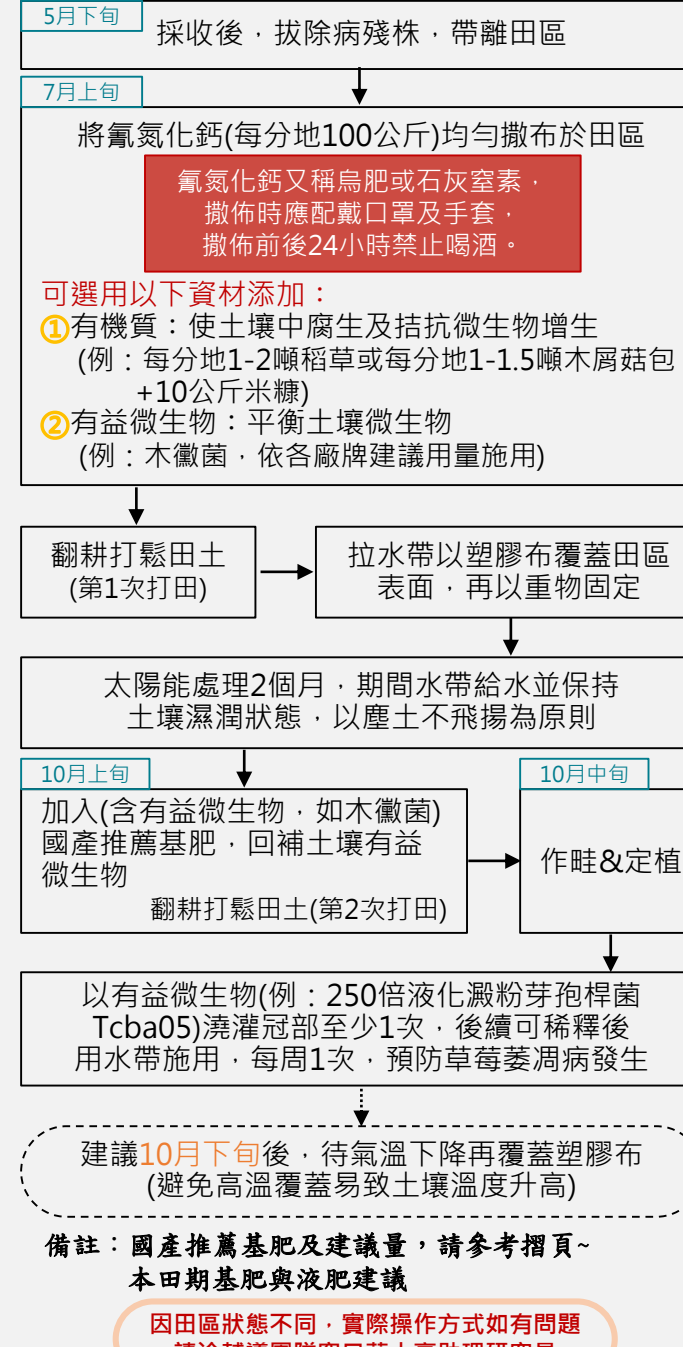 5月下旬
採收後，拔除病殘株，帶離田區
7月上旬
將氰氮化鈣(每分地100公斤)均勻撒布於田區
氰氮化鈣又稱烏肥或石灰窒素，
撒佈時應配戴口罩及手套，
撒佈前後24小時禁止喝酒。
可選用以下資材添加：
①有機質：使土壤中腐生及拮抗微生物增生
(例：每分地1-2噸稻草或每分地1-1.5噸木屑菇包
+10公斤米糠)
②有益微生物：平衡土壤微生物
(例：木黴菌，依各廠牌建議用量施用)
翻耕打鬆田土
(第1次打田)
拉水帶以塑膠布覆蓋田區
表面，再以重物固定
太陽能處理2個月，期間水帶給水並保持
土壤濕潤狀態，以塵土不飛揚為原則
10月上旬
加入(含有益微生物，如木黴菌)
國產推薦基肥，回補土壤有益
微生物
翻耕打鬆田土(第2次打田)
10月中旬
作畦&定植
以有益微生物(例：250倍液化澱粉芽孢桿菌
Tcba05)澆灌冠部至少1次，後續可稀釋後
用水帶施用，每周1次，預防草莓萎凋病發生
建議10月下旬後，待氣溫下降再覆蓋塑膠布
(避免高溫覆蓋易致土壤溫度升高)
備註：國產推薦基肥及建議量，請參考摺頁~
本田期基肥與液肥建議
因田區狀態不同，實際操作方式如有問題